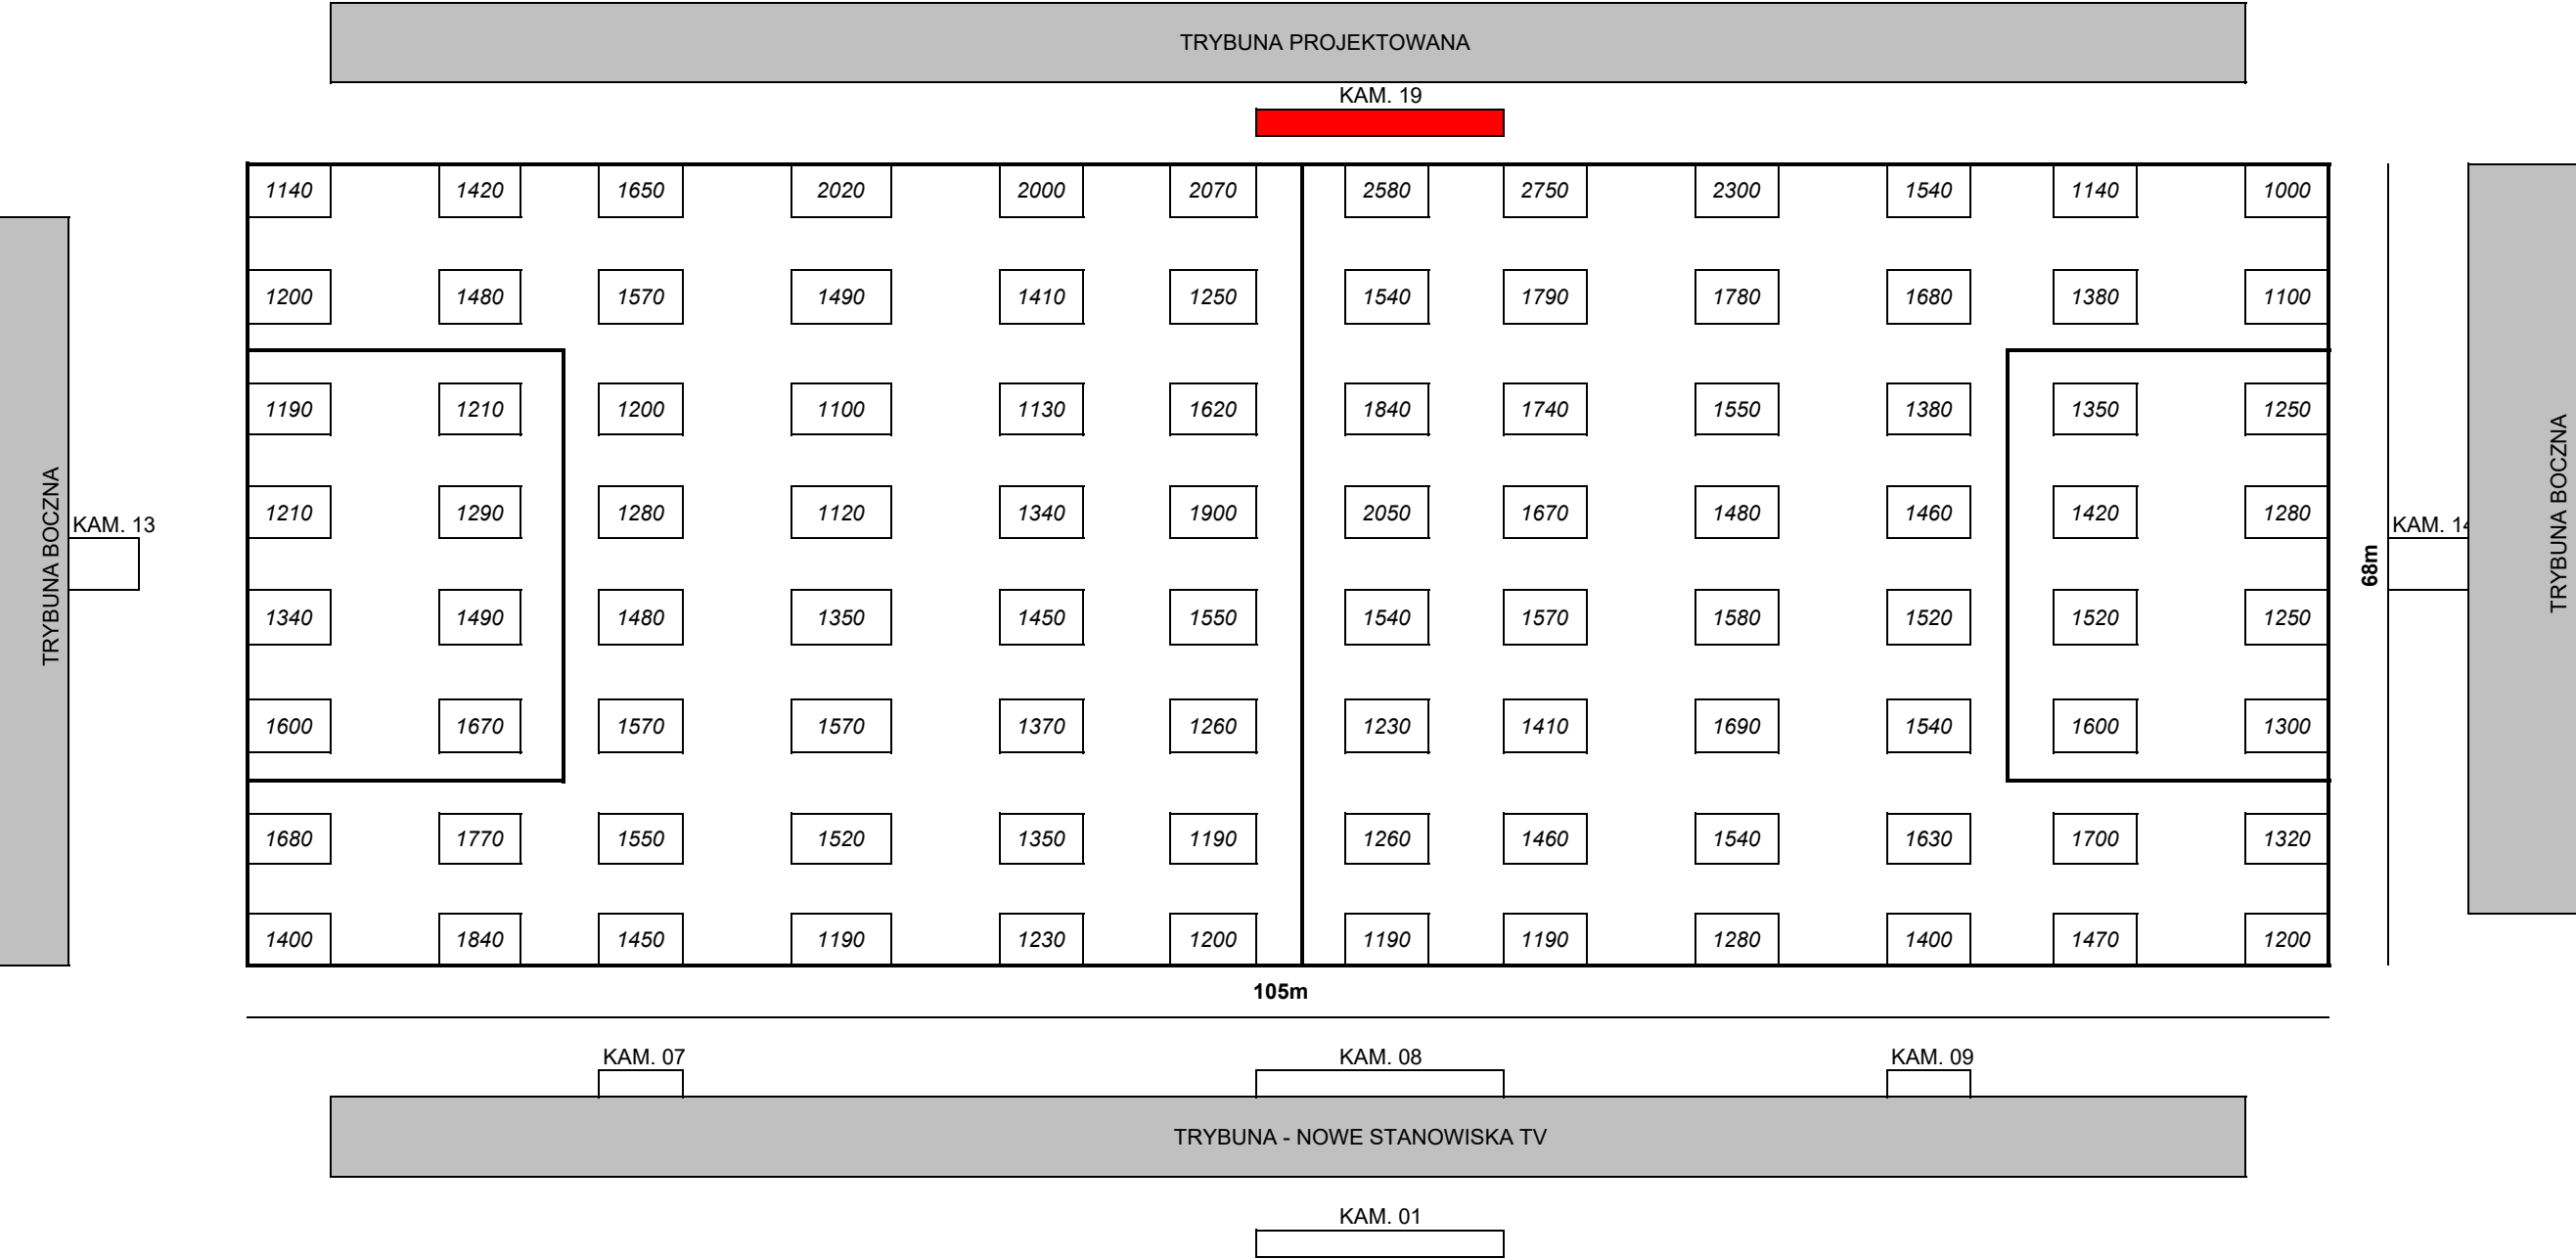 TRYBUNA PROJEKTOWANA
KAM. 19
1140 1420 1650 2020 2000 2070 2580 2750 2300 1540 1140 1000
1200 1480 1570 1490 1410 1250 1540 1790 1780 1680 1380 1100
1190 1210 1200 1100 1130 1620 1840 1740 1550 1380 1350 1250
1210 1290 1280 1120 1340 1900 2050 1670 1480 1460 1420 1280
TRYBUNA BOCZNA
KAM. 13
KAM. 14
68m
TRYBUNA BOCZNA
1340 1490 1480 1350 1450 1550 1540 1570 1580 1520 1520 1250
1600 1670 1570 1570 1370 1260 1230 1410 1690 1540 1600 1300
1680 1770 1550 1520 1350 1190 1260 1460 1540 1630 1700 1320
1400 1840 1450 1190 1230 1200 1190 1190 1280 1400 1470 1200
105m
KAM. 07 KAM. 08 KAM. 09
TRYBUNA - NOWE STANOWISKA TV
KAM. 01